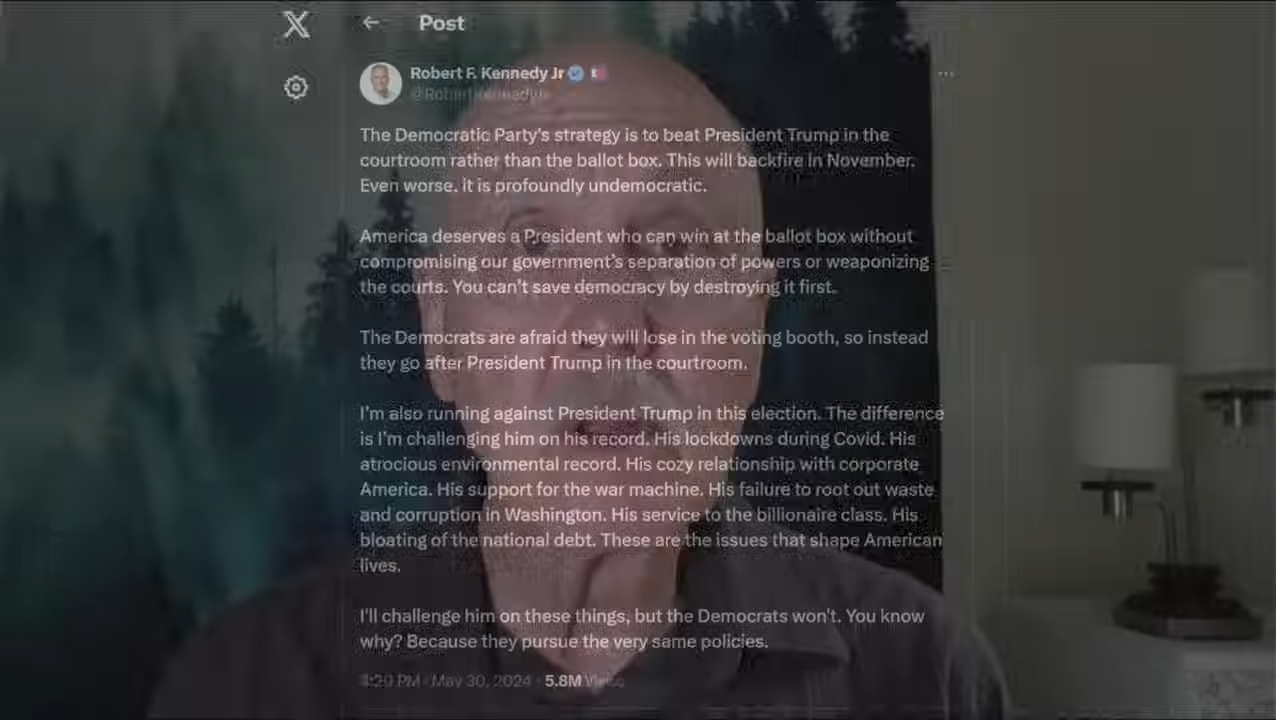 Post
Robert F. Kennedy Jr
The Democratic Party's strategy is to beat President Trump in the
courtroom rather than the ballot box. This will backfire in November.
Even worse, it is profoundly undemocratic.
America deserves a President who can win at the ballot box without
compromising our government's separation of powers or weaponizing
the courts. You can't save democracy by destroying it first.
The Democrats are afraid they will lose in the voting booth, so instead
they go after President Trump in the courtroom.
I'm also running against President Trump in this election. The difference
is I'm challenging him on his record. His lockdowns during Covid. His
atrocious environmental record. His cozy relationship with corporate
America. His support for the war machine. His failure to root out waste
and corruption in Washington. His service to the billionaire class. His
bloating of the national debt. These are the issues that shape American
lives.
I'll challenge him on these things, but the Democrats won't. You know
why? Because they pursue the very same policies.
PM · May 30, 2024 · 5.8M Views